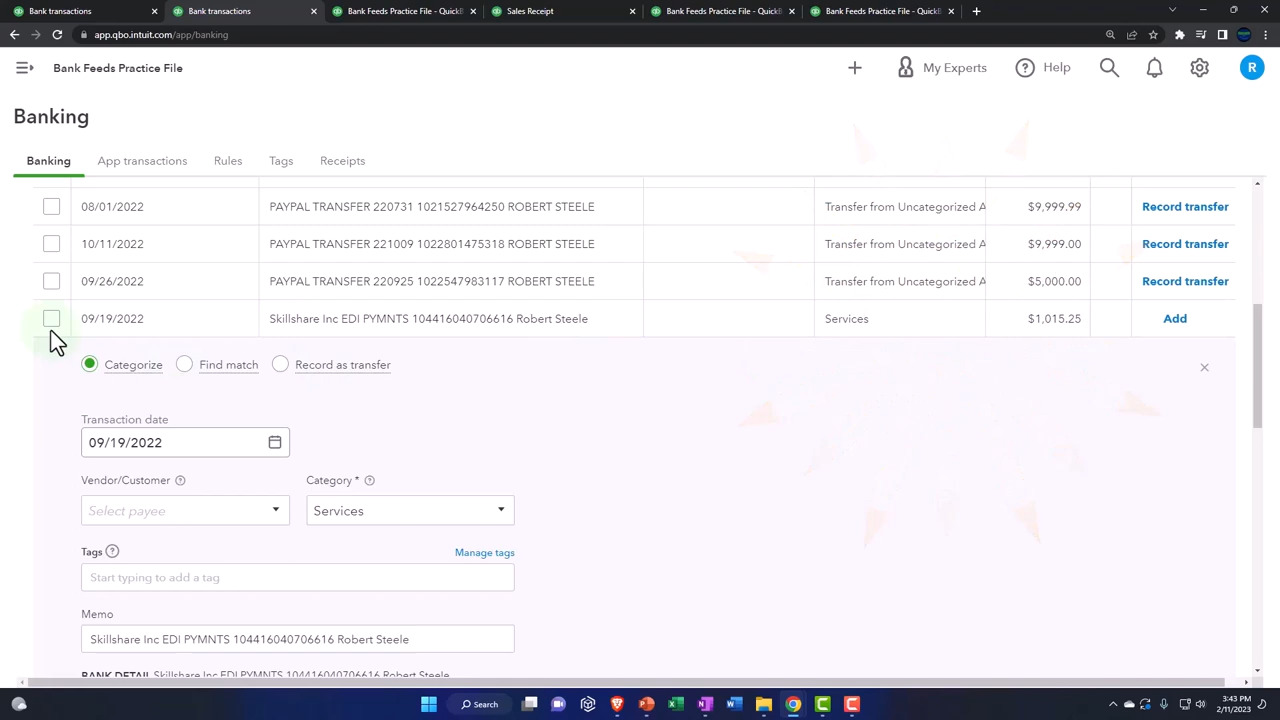 Bank transactions
Bank transactions
Bank Feeds Practice File – QuickB
Sales Receipt
Bank Feeds Practice File – QuickB
Bank Feeds Practice File – QuickB
app.qbo.intuit.com/app/banking
Bank Feeds Practice File
My Experts
Help
R
Banking
Banking
App transactions
Rules
Tags
Receipts
08/01/2022 PAYPAL TRANSFER 220731 1021527964250 ROBERT STEELE Transfer from Uncategorized A $9,999.99 Record transfer
10/11/2022 PAYPAL TRANSFER 221009 1022801475318 ROBERT STEELE Transfer from Uncategorized A $9,999.00 Record transfer
09/26/2022 PAYPAL TRANSFER 220925 1022547983117 ROBERT STEELE Transfer from Uncategorized A $5,000.00 Record transfer
09/19/2022 Skillshare Inc EDI PYMNTS 104416040706616 Robert Steele Services $1,015.25 Add
Categorize Find match Record as transfer
Transaction date
09/19/2022
Vendor/Customer Category *
Select payee Services
Tags Manage tags
Start typing to add a tag
Memo
Skillshare Inc EDI PYMNTS 104416040706616 Robert Steele
BANK DETAIL Skillshare Inc EDI PYMNTS 104416040706616 Robert Steele
Search
3:43 PM
2/11/2023